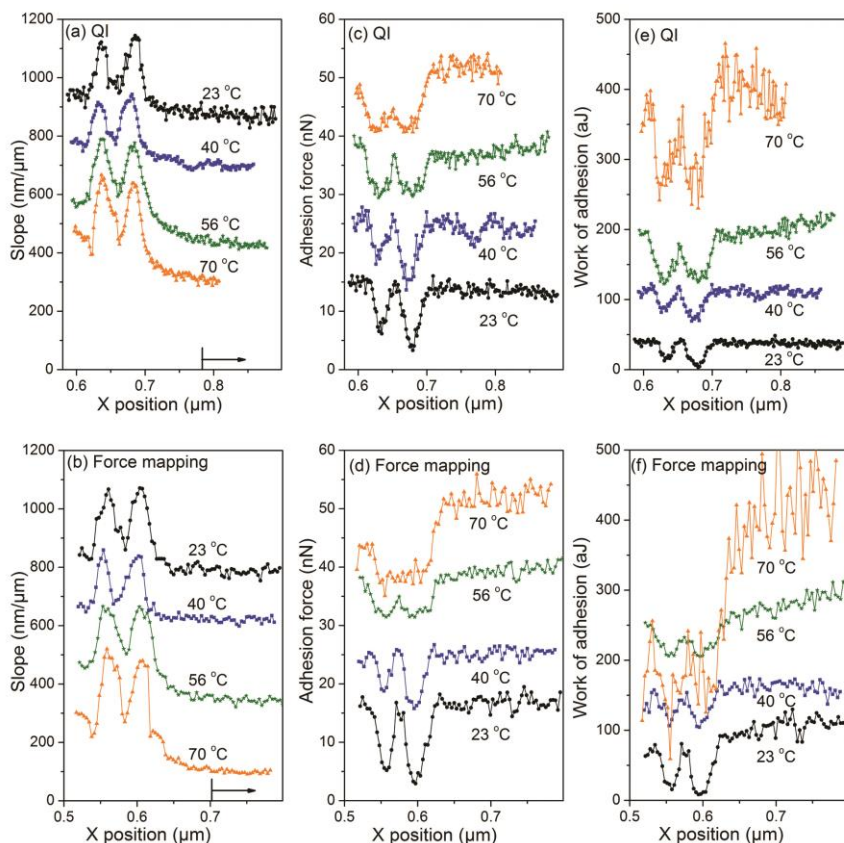 (a) QI
1200
1000
800
600
400
200
0
Slope (nm/µm)
23 °C
40 °C
56 °C
70 °C
0.6
0.7
0.8
X position (µm)
(c) QI
60
50
40
30
20
10
0
Adhesion force (nN)
70 °C
56 °C
40 °C
23 °C
0.6
0.7
0.8
X position (µm)
(e) QI
500
400
300
200
100
0
Work of adhesion (aJ)
70 °C
56 °C
40 °C
23 °C
0.6
0.7
0.8
X position (µm)
(b) Force mapping
1200
1000
800
600
400
200
0
Slope (nm/µm)
23 °C
40 °C
56 °C
70 °C
0.5
0.6
0.7
X position (µm)
(d) Force mapping
60
50
40
30
20
10
0
Adhesion force (nN)
70 °C
56 °C
40 °C
23 °C
0.5
0.6
0.7
X position (µm)
(f) Force mapping
500
400
300
200
100
0
Work of adhesion (aJ)
70 °C
56 °C
40 °C
23 °C
0.5
0.6
0.7
X position (µm)